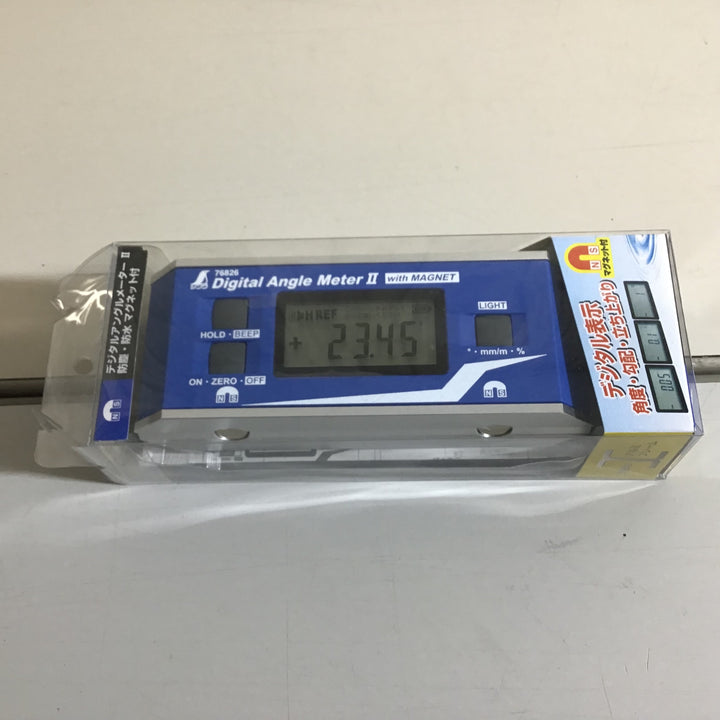 デジタルアングルメーター II
防塵・防水 マグネット付
N S
76826
Digital Angle Meter II with MAGNET
HOLD・BEEP
ON・ZERO・OFF
H REF
+ 23.45
LIGHT
°・mm/m・%
デジタル表示
角度・勾配・立ち上がり
N S
マグネット付